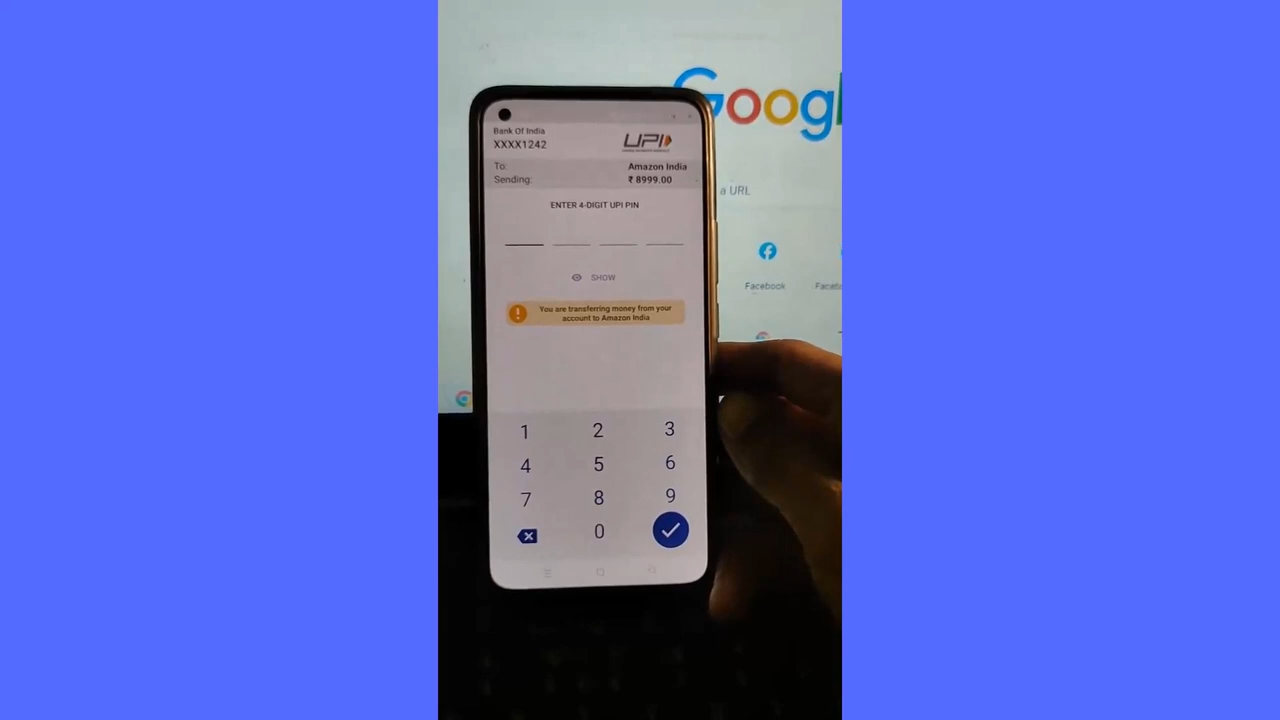 Google
a URL
Facebook
Bank Of India
XXXX1242
UPI
To: Amazon India
Sending: ₹ 8999.00
ENTER 4-DIGIT UPI PIN
SHOW
You are transferring money from your
account to Amazon India
1 2 3
4 5 6
7 8 9
0